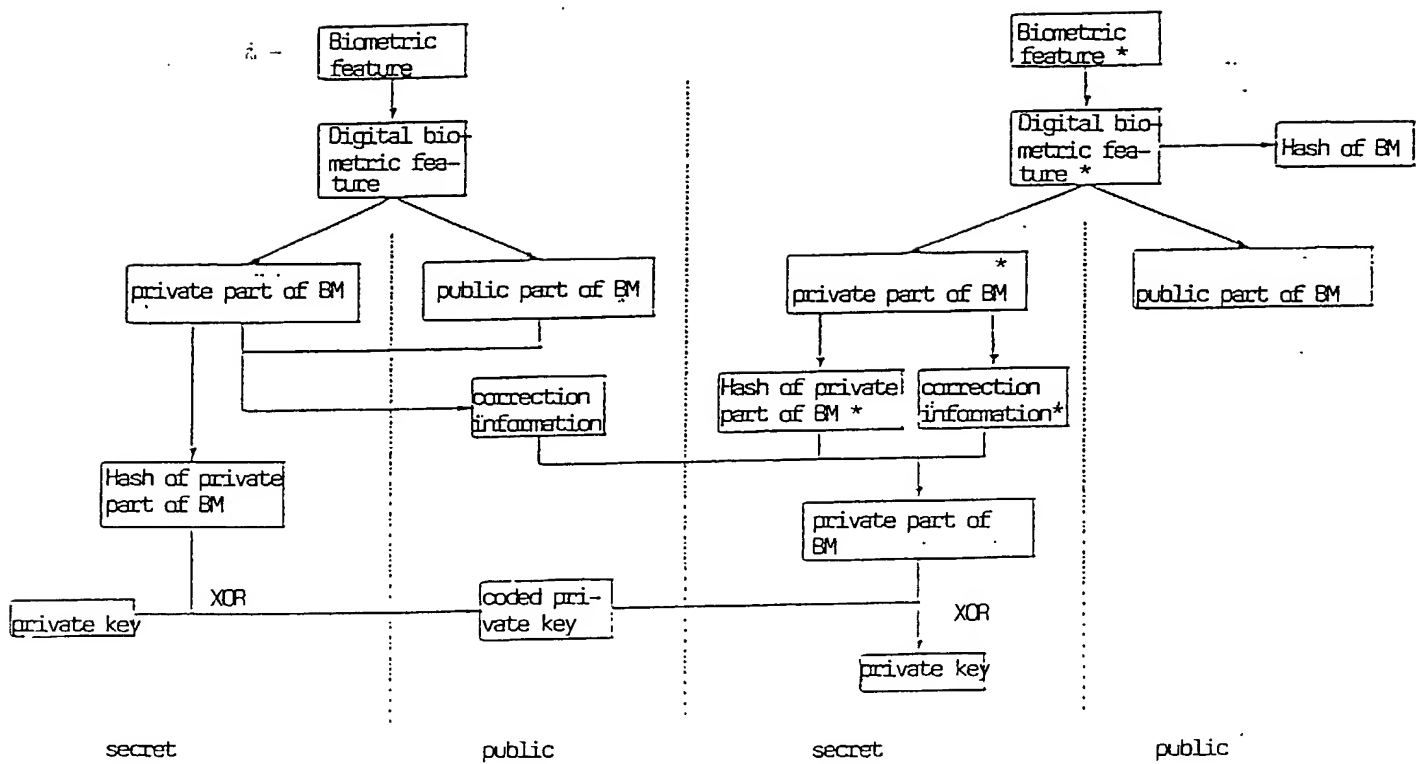 Biometric
feature
Digital bio-
metric fea-
ture
private part of BM
public part of BM
correction
information
Hash of private
part of BM
XOR
private key
coded pri-
vate key
secret
public
Biometric
feature *
Digital bio-
metric fea-
ture *
Hash of BM
*
private part of BM
public part of BM
Hash of private
part of BM *
correction
information*
private part of
BM
XOR
private key
secret
public